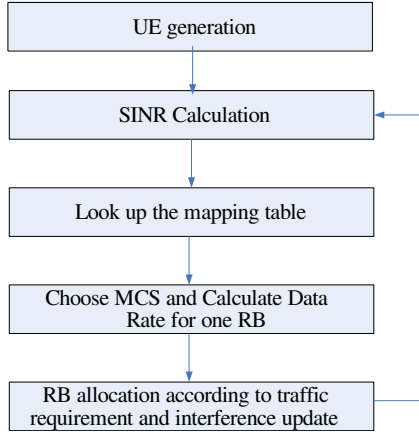 UE generation
SINR Calculation
Look up the mapping table
Choose MCS and Calculate Data
Rate for one RB
RB allocation according to traffic
requirement and interference update